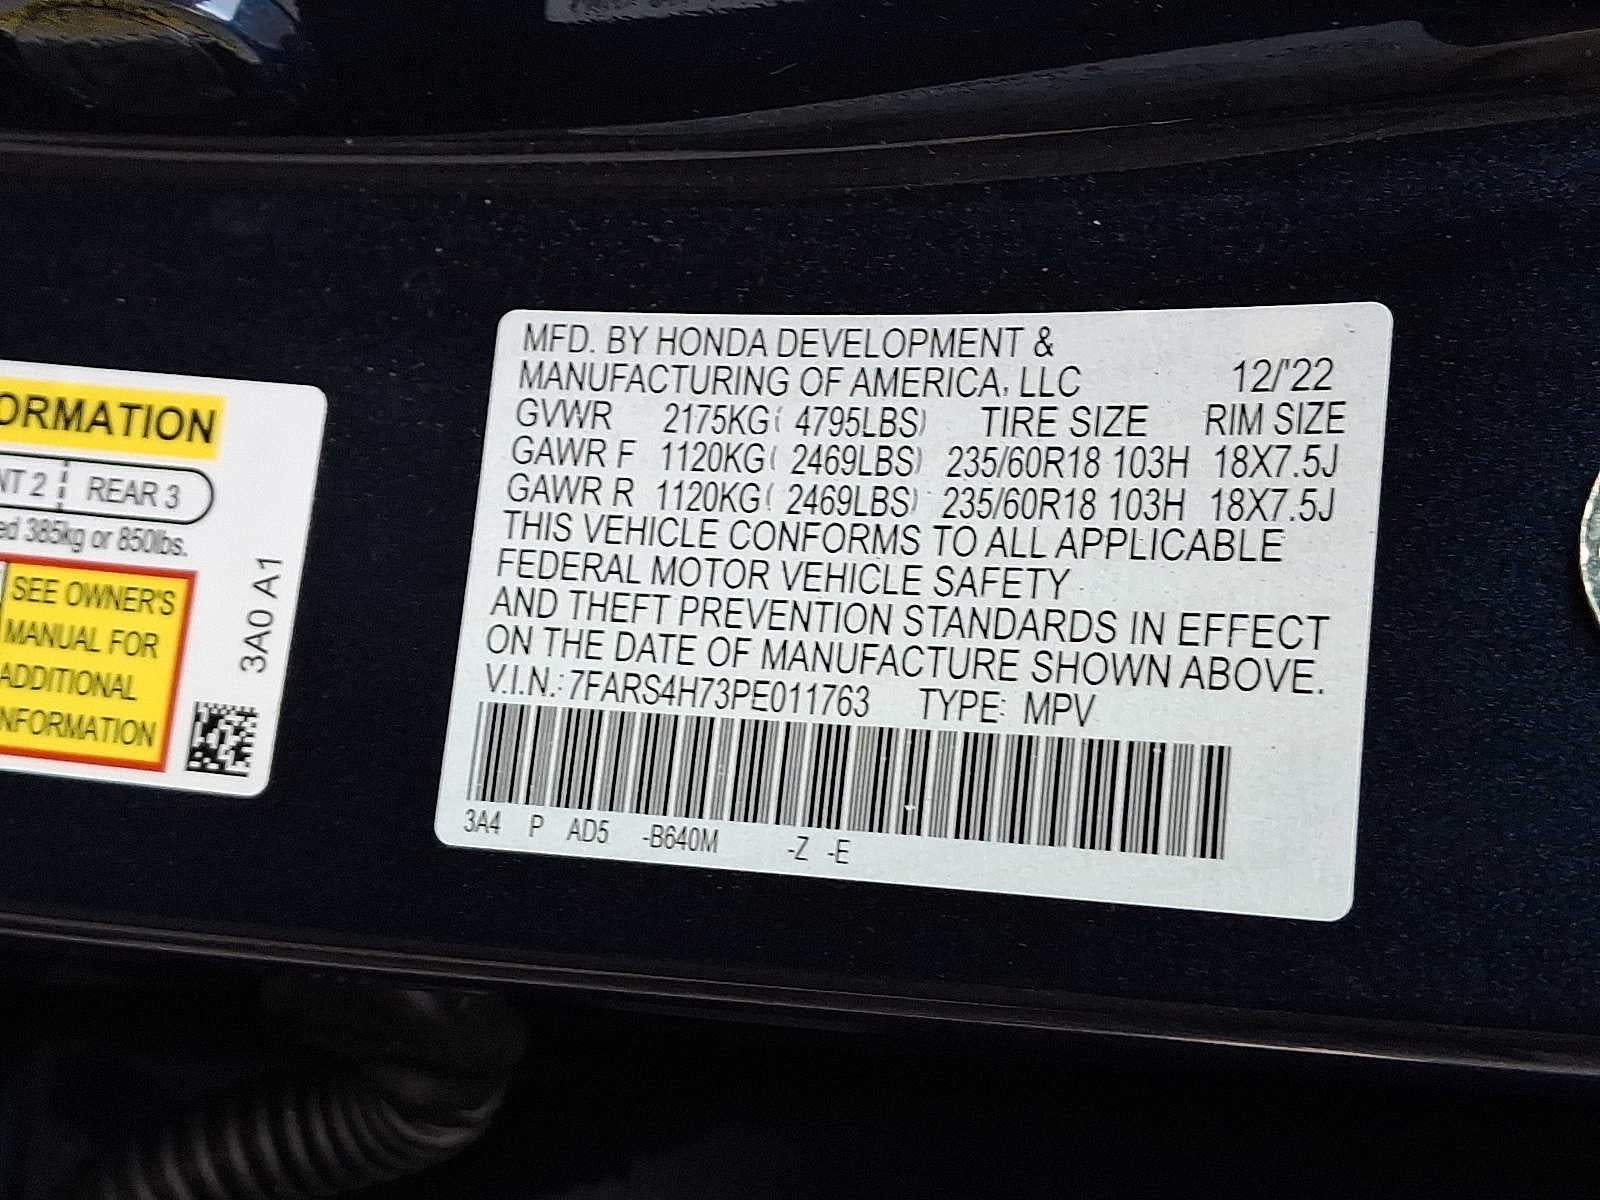 MFD. BY HONDA DEVELOPMENT &
MANUFACTURING OF AMERICA, LLC 12/'22
GVWR 2175KG( 4795LBS) TIRE SIZE RIM SIZE
GAWR F 1120KG( 2469LBS) 235/60R18 103H 18X7.5J
GAWR R 1120KG( 2469LBS) 235/60R18 103H 18X7.5J
THIS VEHICLE CONFORMS TO ALL APPLICABLE
FEDERAL MOTOR VEHICLE SAFETY
AND THEFT PREVENTION STANDARDS IN EFFECT
ON THE DATE OF MANUFACTURE SHOWN ABOVE.
V.I.N.: 7FARS4H73PE011763 TYPE: MPV
3A4 P AD5 -B640M -Z -E
ORMATION
NT 2 REAR 3
ed 385kg or 850lbs.
SEE OWNER'S
MANUAL FOR
ADDITIONAL
INFORMATION
3A0 A1